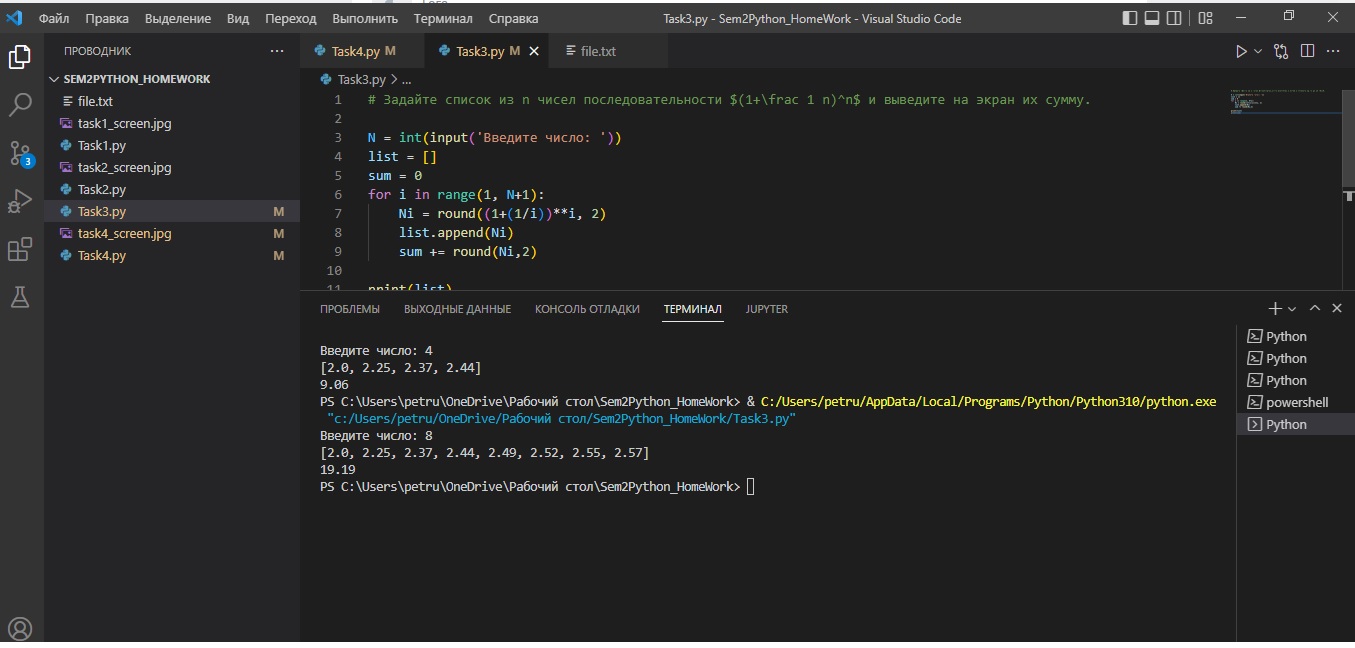 Файл Правка Выделение Вид Переход Выполнить Терминал Справка Task3.py - Sem2Python_HomeWork - Visual Studio Code
ПРОВОДНИК ...
SEM2PYTHON_HOMEWORK
file.txt
task1_screen.jpg
Task1.py
task2_screen.jpg
Task2.py
Task3.py M
task4_screen.jpg M
Task4.py M
3
Task4.py M Task3.py M file.txt
Task3.py > ...
1 # Задайте список из n чисел последовательности $(1+\frac 1 n)^n$ и выведите на экран их сумму.
2
3 N = int(input('Введите число: '))
4 list = []
5 sum = 0
6 for i in range(1, N+1):
7 Ni = round((1+(1/i))**i, 2)
8 list.append(Ni)
9 sum += round(Ni,2)
10
11 print(list)
ПРОБЛЕМЫ ВЫХОДНЫЕ ДАННЫЕ КОНСОЛЬ ОТЛАДКИ ТЕРМИНАЛ JUPYTER
Введите число: 4
[2.0, 2.25, 2.37, 2.44]
9.06
PS C:\Users\petru\OneDrive\Рабочий стол\Sem2Python_HomeWork> & C:/Users/petru/AppData/Local/Programs/Python/Python310/python.exe
"c:/Users/petru/OneDrive/Рабочий стол/Sem2Python_HomeWork/Task3.py"
Введите число: 8
[2.0, 2.25, 2.37, 2.44, 2.49, 2.52, 2.55, 2.57]
19.19
PS C:\Users\petru\OneDrive\Рабочий стол\Sem2Python_HomeWork>
Python
Python
Python
powershell
Python